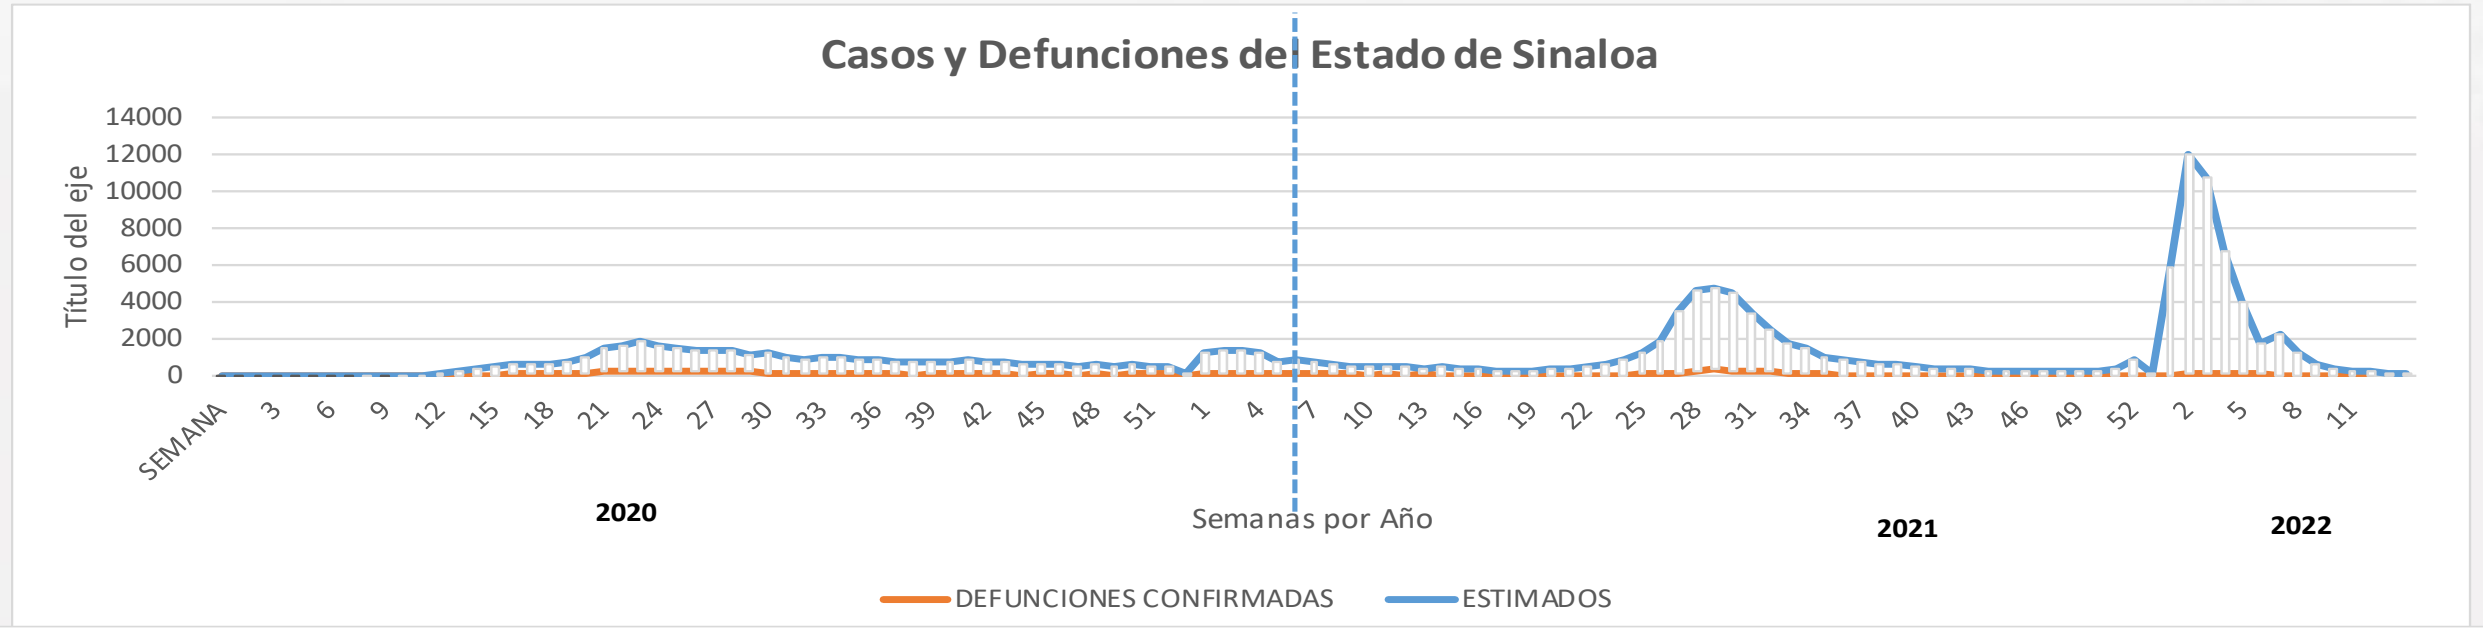 Casos y Defunciones del Estado de Sinaloa
14000
12000
10000
8000
6000
4000
2000
0
Título del eje
SEMANA 3 6 9 12 15 18 21 24 27 30 33 36 39 42 45 48 51 1 4 7 10 13 16 19 22 25 28 31 34 37 40 43 46 49 52 2 5 8 11
2020 2021 2022
Semanas por Año
DEFUNCIONES CONFIRMADAS ESTIMADOS